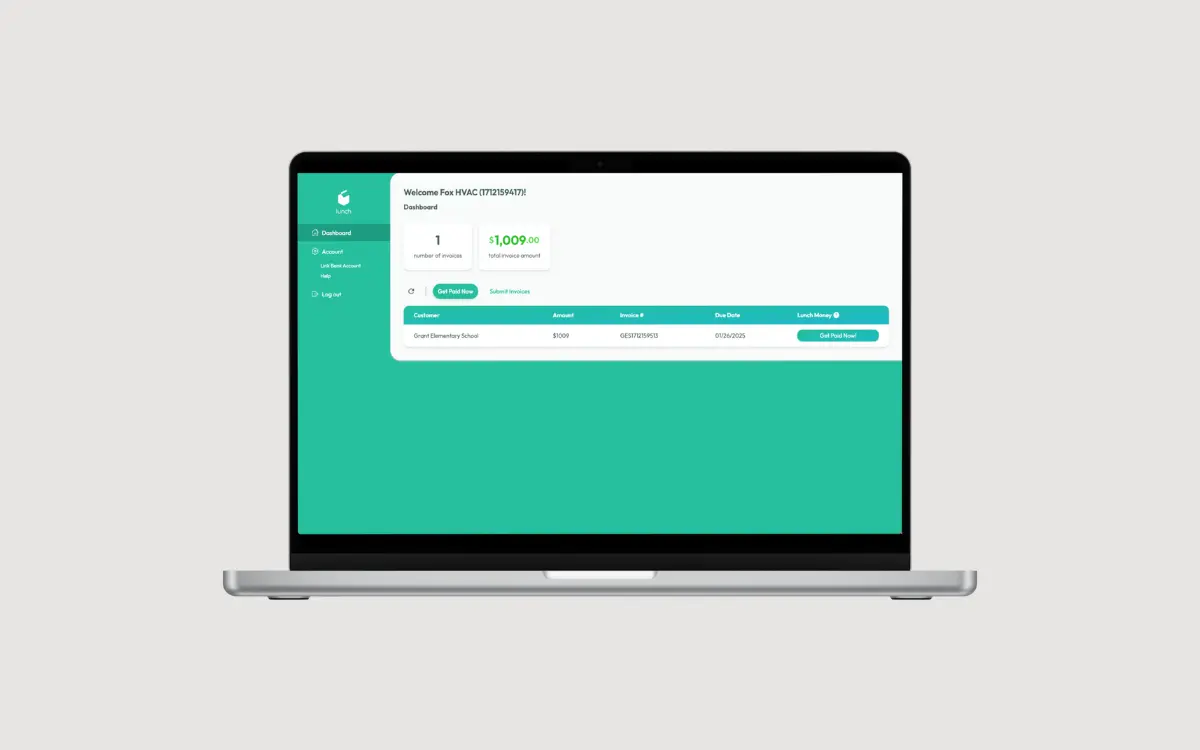 lunch
Dashboard
Account
Link Bank Account
Help
Log out
Welcome Fox HVAC (1712159417)!
Dashboard
1
number of invoices
$1,009.00
total invoice amount
Get Paid Now
Submit Invoices
Customer Amount Invoice # Due Date Lunch Money
Grant Elementary School $1009 GES1712159513 01/26/2025 Get Paid Now!